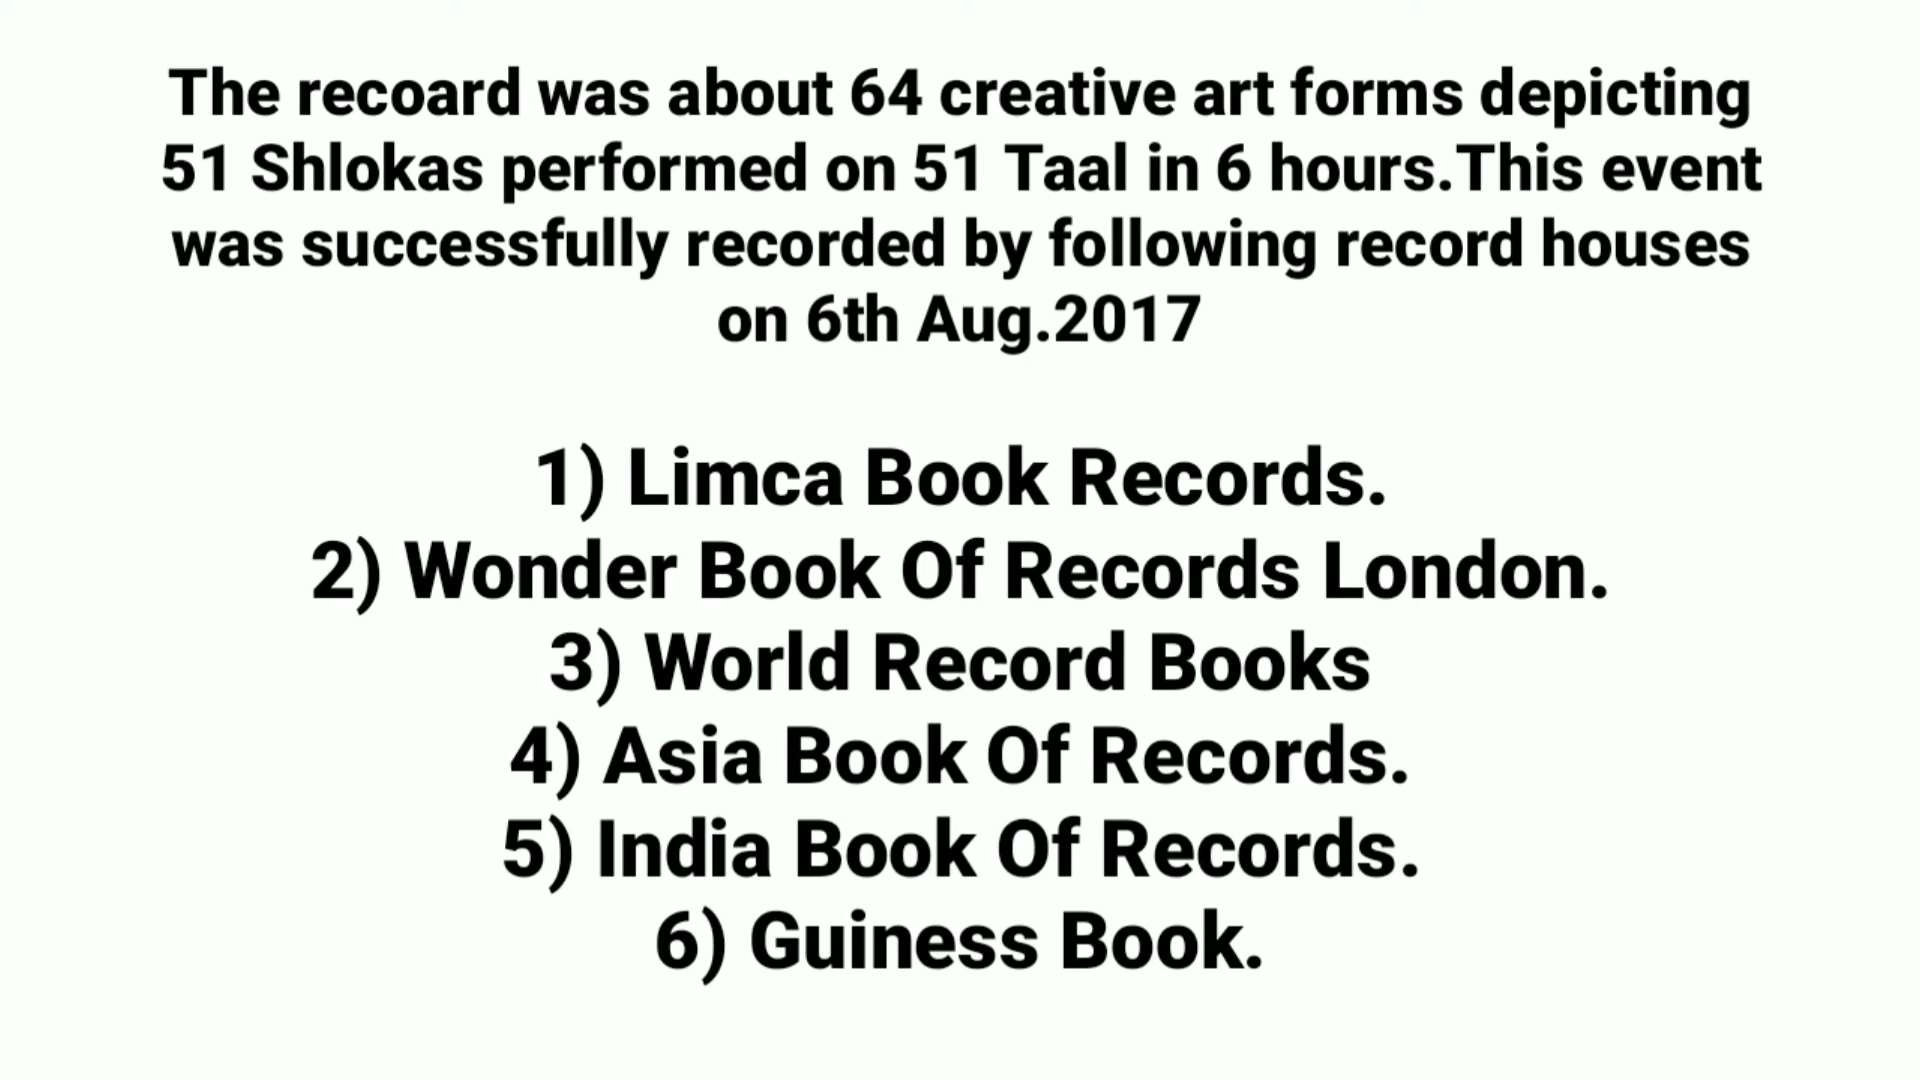 The recoard was about 64 creative art forms depicting
51 Shlokas performed on 51 Taal in 6 hours.This event
was successfully recorded by following record houses
on 6th Aug.2017
1) Limca Book Records.
2) Wonder Book Of Records London.
3) World Record Books
4) Asia Book Of Records.
5) India Book Of Records.
6) Guiness Book.